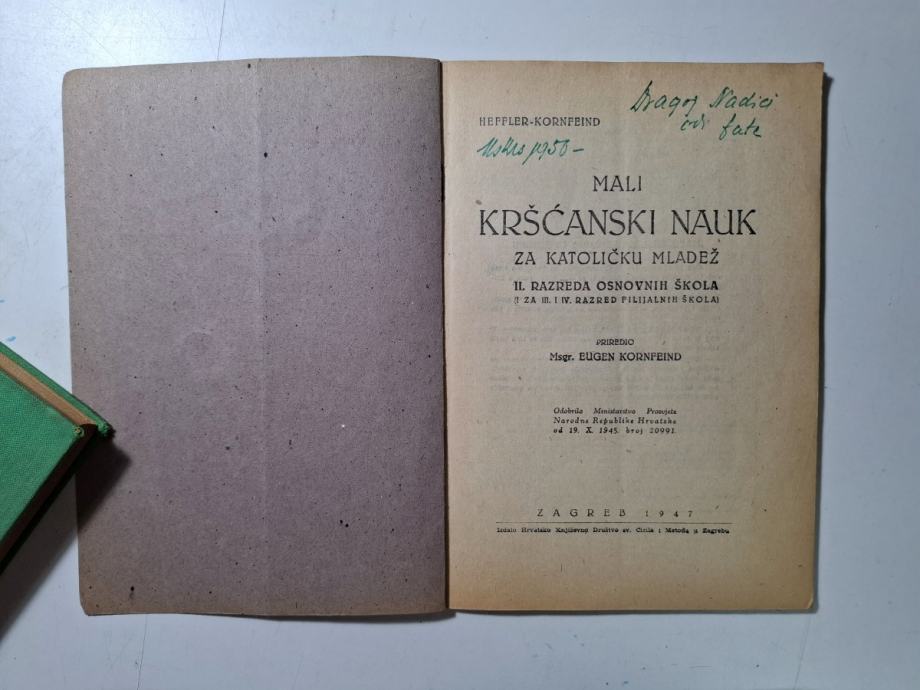 Dragoj Nadici
od tate
HEFFLER-KORNFEIND
Uskrs 1958 –
MALI
KRŠĆANSKI NAUK
ZA KATOLIČKU MLADEŽ
II. RAZREDA OSNOVNIH ŠKOLA
(I ZA III. I IV. RAZRED FILIJALNIH ŠKOLA)
PRIREDIO
Msgr. EUGEN KORNFEIND
Odobrilo Ministarstvo Prosvjete
Narodne Republike Hrvatske
od 19. X. 1945. broj 20991.
ZAGREB 1947
Izdalo Hrvatsko Književno Društvo sv. Ćirila i Metoda u Zagrebu